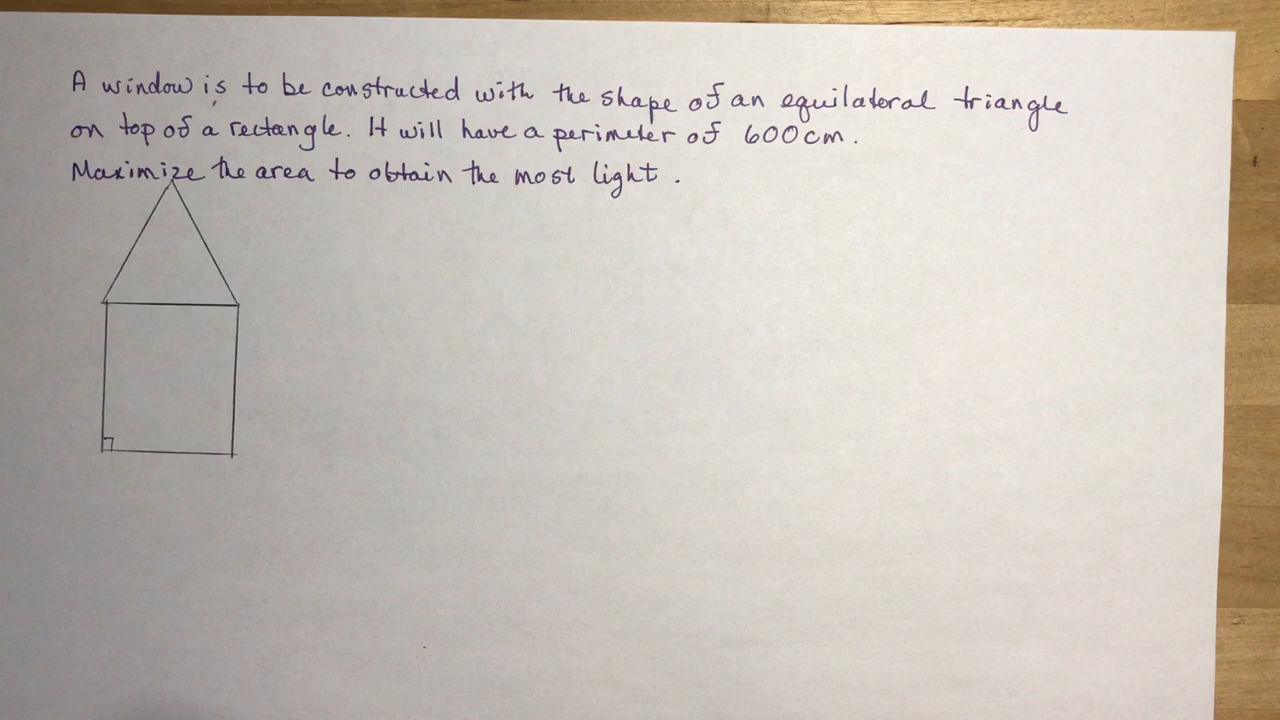 A window is to be constructed with the shape of an equilateral triangle
on top of a rectangle. It will have a perimeter of 600cm.
Maximize the area to obtain the most light.